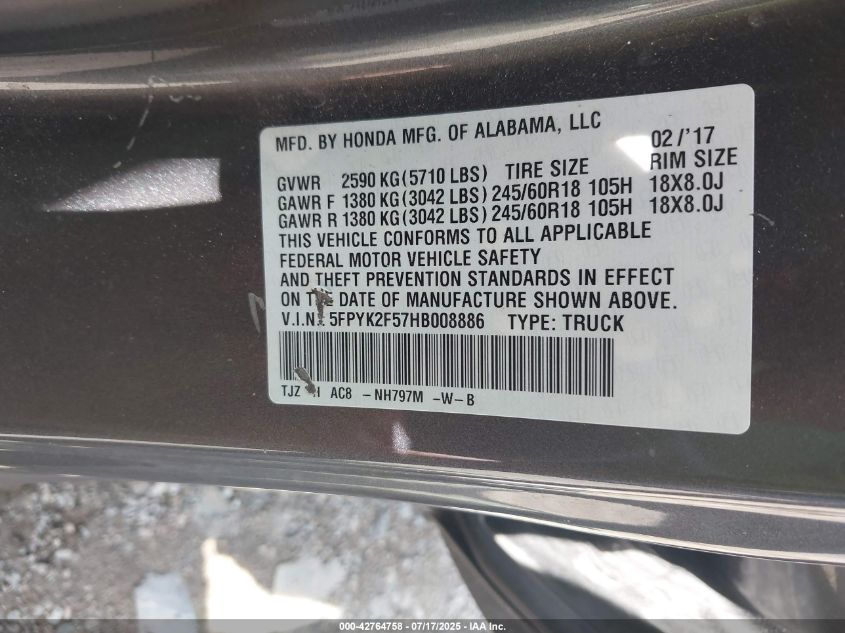 MFD. BY HONDA MFG. OF ALABAMA, LLC 02/'17
GVWR 2590 KG(5710 LBS) TIRE SIZE RIM SIZE
GAWR F 1380 KG(3042 LBS) 245/60R18 105H 18X8.0J
GAWR R 1380 KG(3042 LBS) 245/60R18 105H 18X8.0J
THIS VEHICLE CONFORMS TO ALL APPLICABLE
FEDERAL MOTOR VEHICLE SAFETY
AND THEFT PREVENTION STANDARDS IN EFFECT
ON THE DATE OF MANUFACTURE SHOWN ABOVE.
V.I.N: 5FPYK2F57HB008886 TYPE: TRUCK
TJZ AC8 -NH797M -W-B
000-42764758 - 07/17/2025 - IAA Inc.